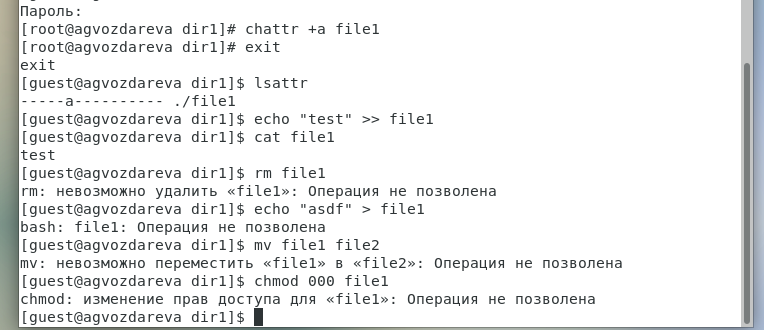 Пароль:
[root@agvozdareva dir1]# chattr +a file1
[root@agvozdareva dir1]# exit
exit
[guest@agvozdareva dir1]$ lsattr
-----a---------- ./file1
[guest@agvozdareva dir1]$ echo "test" >> file1
[guest@agvozdareva dir1]$ cat file1
test
[guest@agvozdareva dir1]$ rm file1
rm: невозможно удалить «file1»: Операция не позволена
[guest@agvozdareva dir1]$ echo "asdf" > file1
bash: file1: Операция не позволена
[guest@agvozdareva dir1]$ mv file1 file2
mv: невозможно переместить «file1» в «file2»: Операция не позволена
[guest@agvozdareva dir1]$ chmod 000 file1
chmod: изменение прав доступа для «file1»: Операция не позволена
[guest@agvozdareva dir1]$